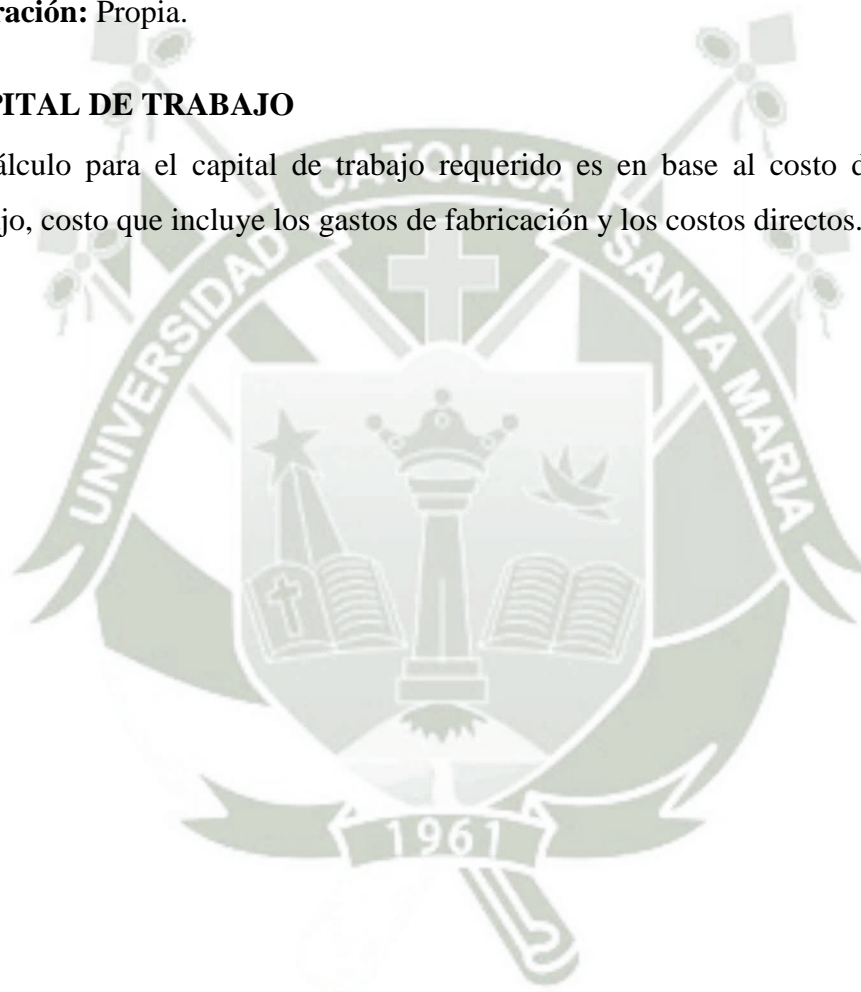 ración: Propia.
PITAL DE TRABAJO
álculo para el capital de trabajo requerido es en base al costo d
jo, costo que incluye los gastos de fabricación y los costos directos.
UNIVERSIDAD CATOLICA SANTA MARIA
1961